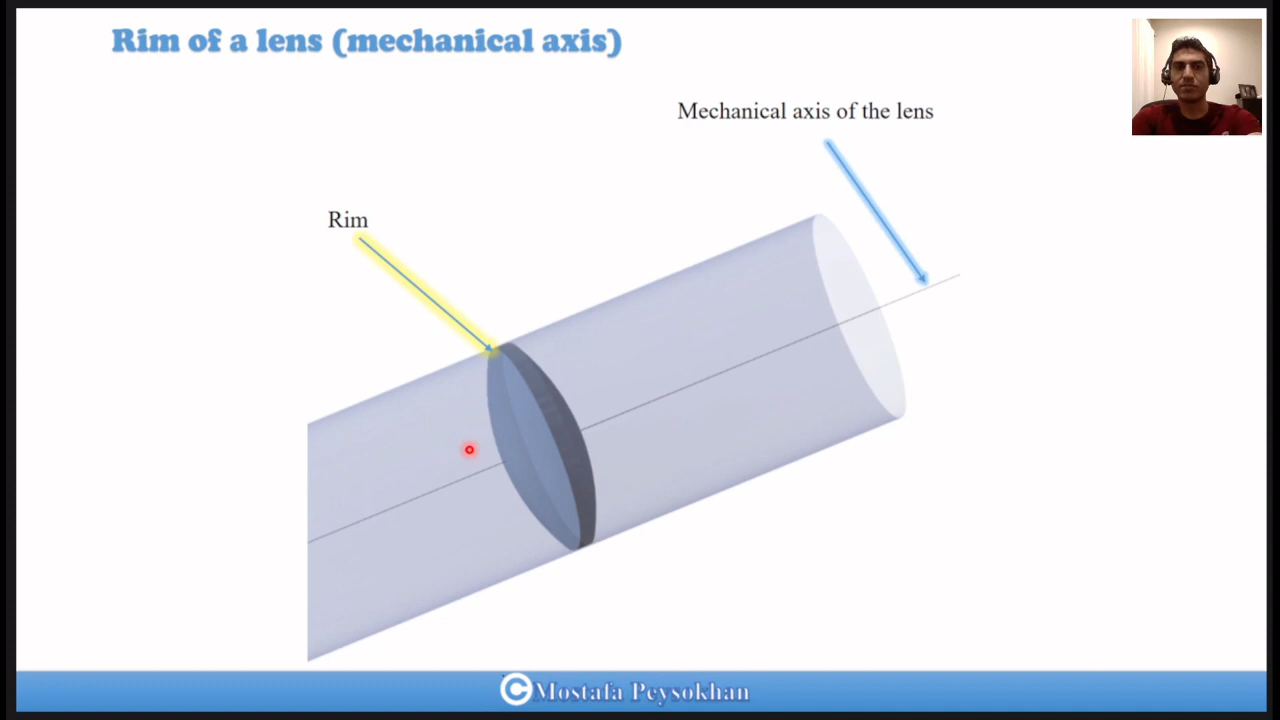 Rim of a lens (mechanical axis)
Mechanical axis of the lens
Rim
©Mostafa Peysokhan